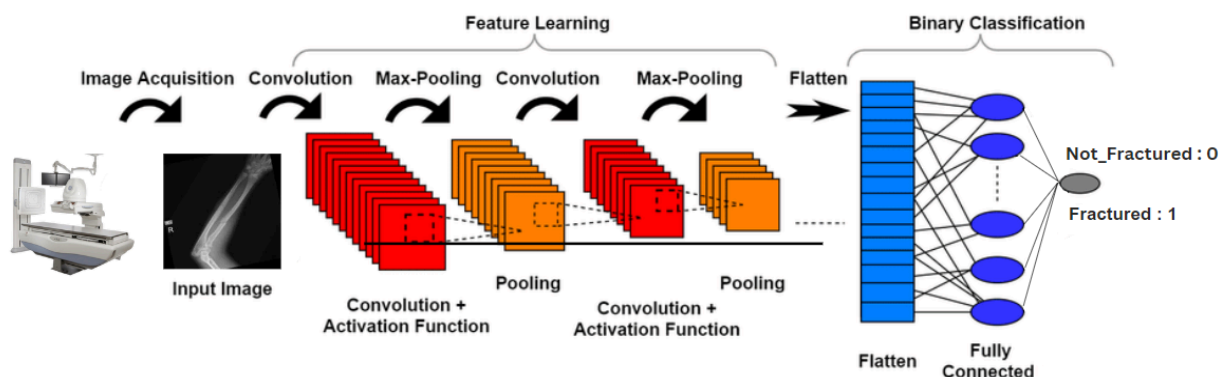 Feature Learning
Binary Classification
Image Acquisition
Convolution
Max-Pooling
Convolution
Max-Pooling
Flatten
Not_Fractured : 0
Fractured : 1
R
Input Image
Pooling
Pooling
Convolution +
Activation Function
Convolution +
Activation Function
Flatten
Fully
Connected